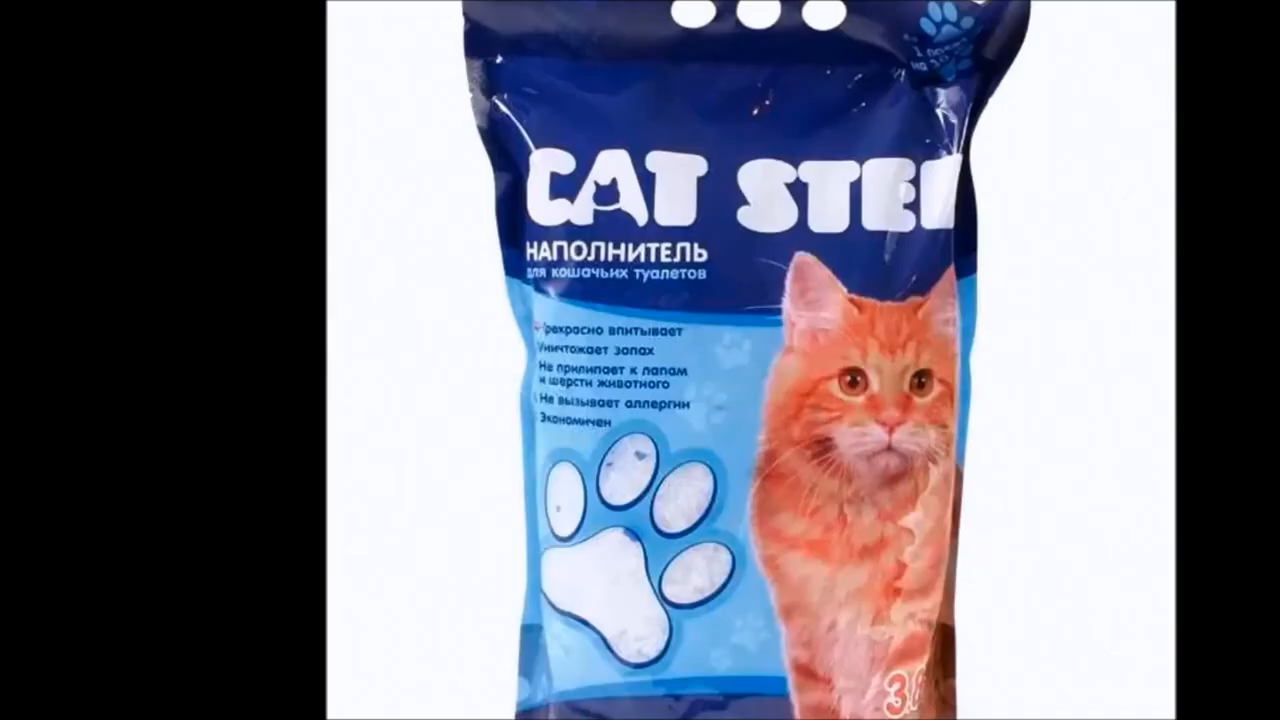 CAT STEP
НАПОЛНИТЕЛЬ
для кошачьих туалетов
Прекрасно впитывает
Уничтожает запах
Не прилипает к лапам
и шерсти животного
Не вызывает аллергии
Экономичен